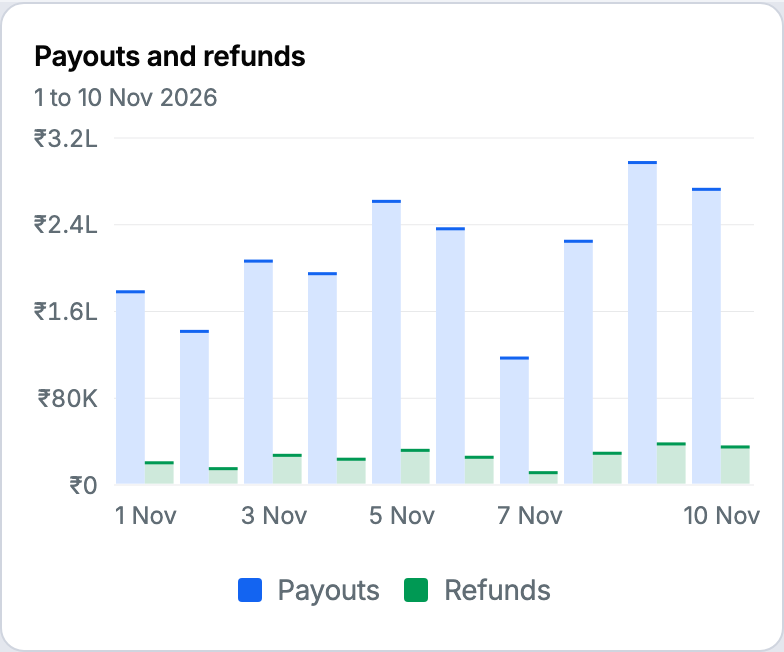 Payouts and refunds
1 to 10 Nov 2026
₹3.2L
₹2.4L
₹1.6L
₹80K
₹0
1 Nov 3 Nov 5 Nov 7 Nov 10 Nov
Payouts Refunds